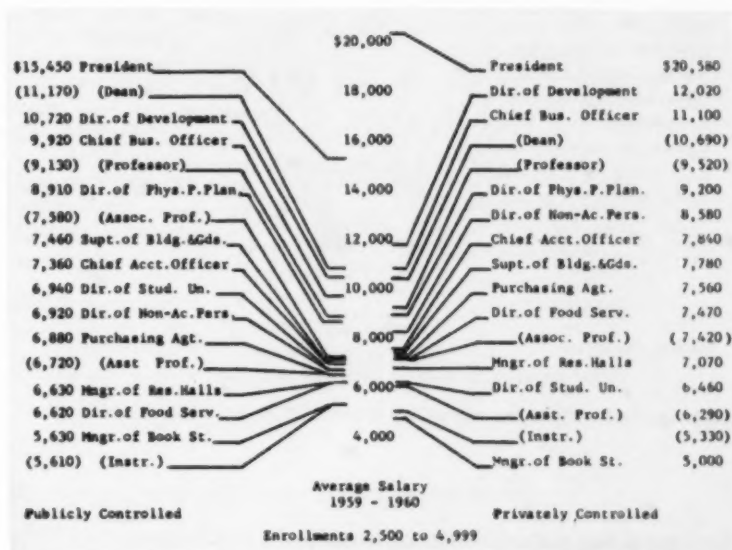 $20,000
$15,450 President
President $20,580
(11,170) (Dean)
18,000
Dir.of Development 12,020
10,720 Dir.of Development
Chief Bus. Officer 11,100
9,920 Chief Bus. Officer
16,000
(Dean) (10,690)
(9,130) (Professor)
(Professor) (9,520)
8,910 Dir.of Phys.P.Plan.
14,000
Dir.of Phys.P.Plan. 9,200
(7,580) (Assoc. Prof.)
Dir.of Non-Ac.Pers. 8,580
7,460 Supt.of Bldg.&Gds.
12,000
Chief Acct.Officer 7,840
7,360 Chief Acct.Officer
Supt.of Bldg.&Gds. 7,780
6,940 Dir.of Stud. Un.
10,000
Purchasing Agt. 7,560
6,920 Dir.of Non-Ac.Pers.
Dir.of Food Serv. 7,470
6,880 Purchasing Agt.
8,000
(Assoc. Prof.) (7,420)
(6,720) (Asst Prof.)
Mngr.of Res.Halls 7,070
6,630 Mngr.of Res.Halls
6,000
Dir.of Stud. Un. 6,460
6,620 Dir.of Food Serv.
(Asst. Prof.) (6,290)
5,630 Mngr.of Book St.
4,000
(Instr.) (5,330)
(5,610) (Instr.)
Mngr.of Book St. 5,000
Average Salary
1959 - 1960
Publicly Controlled
Privately Controlled
Enrollments 2,500 to 4,999